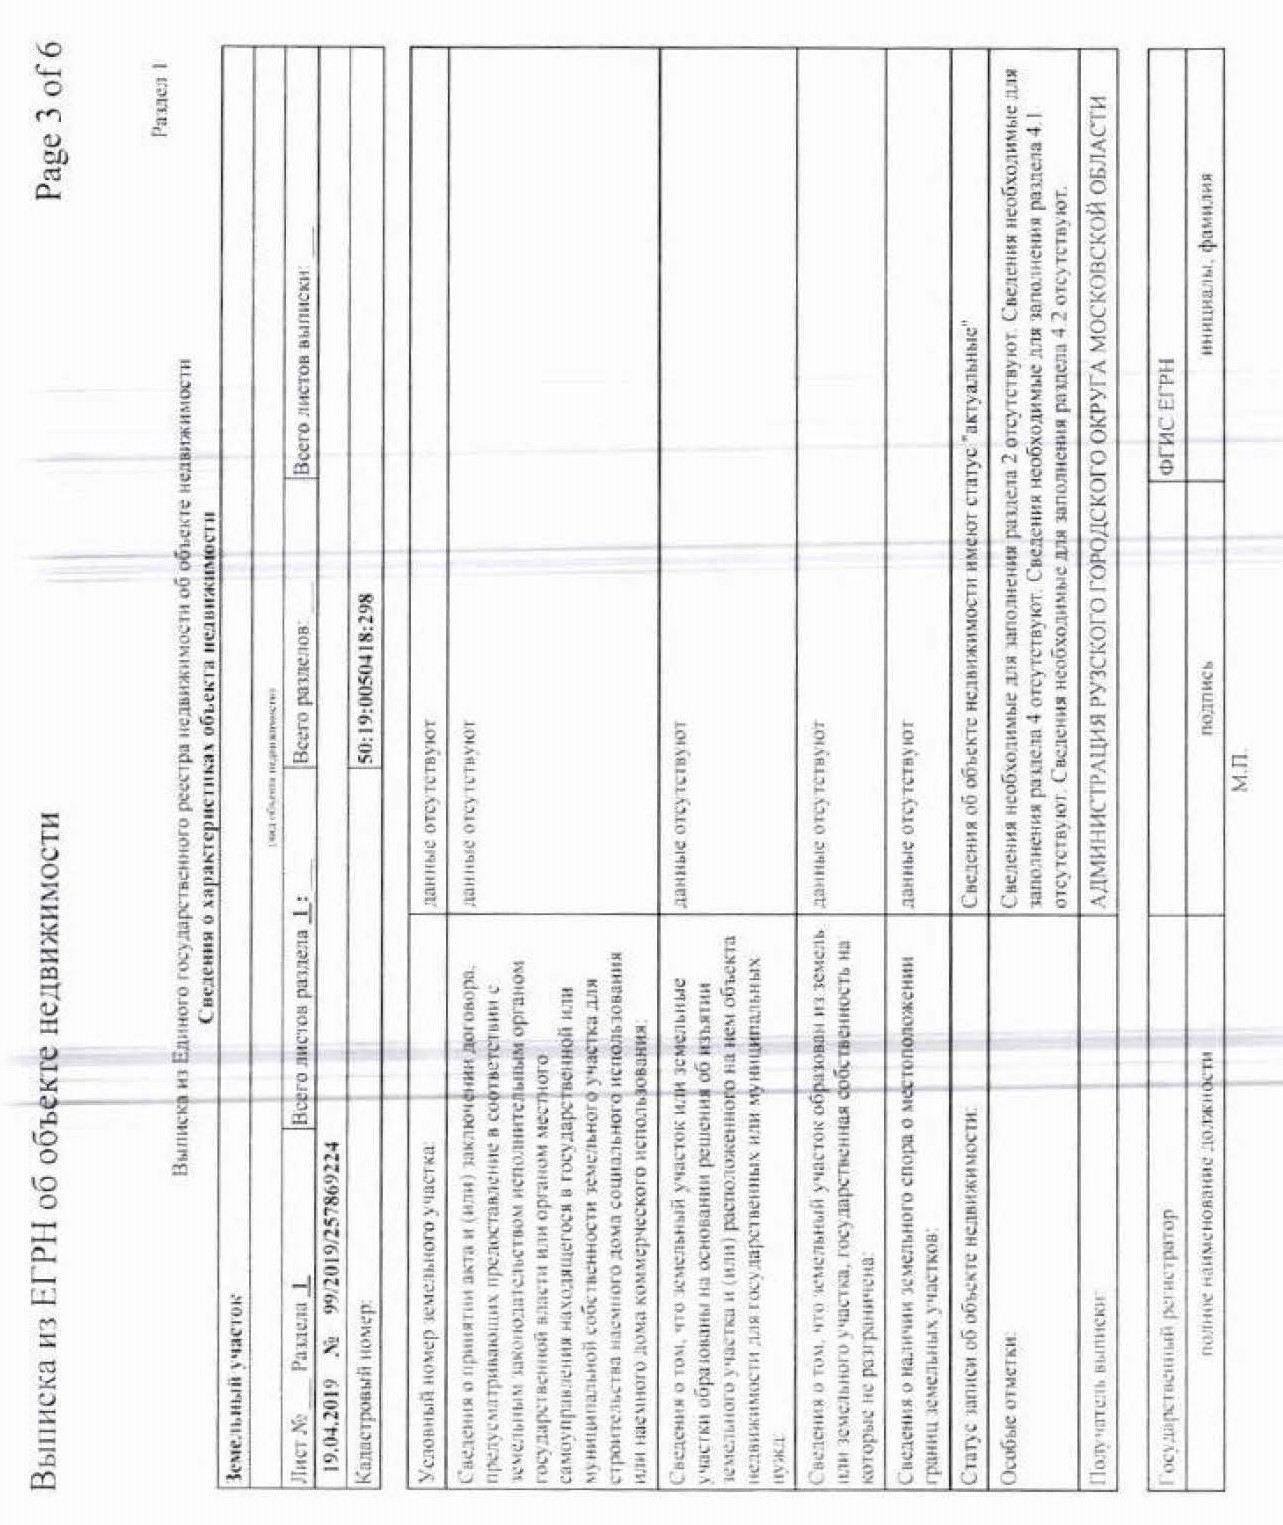 Выписка из ЕГРН об объекте недвижимости
Page 3 of 6
Раздел 1
Выписка из Единого государственного реестра недвижимости об объекте недвижимости
Сведения о характеристиках объекта недвижимости
Земельный участок
(вид объекта недвижимости)
Лист № ___ Раздела 1
Всего листов раздела 1 : ___
Всего разделов: ___
Всего листов выписки: ___
19.04.2019 № 99/2019/257869224
Кадастровый номер:
50:19:0050418:298
Условный номер земельного участка:
данные отсутствуют
Сведения о принятии акта и (или) заключении договора,
предусматривающих предоставление в соответствии с
земельным законодательством исполнительным органом
государственной власти или органом местного
самоуправления находящегося в государственной или
муниципальной собственности земельного участка для
строительства наемного дома социального использования
или наемного дома коммерческого использования:
данные отсутствуют
Сведения о том, что земельный участок или земельные
участки образованы на основании решения об изъятии
земельного участка и (или) расположенного на нем объекта
недвижимости для государственных или муниципальных
нужд:
данные отсутствуют
Сведения о том, что земельный участок образован из земель
или земельного участка, государственная собственность на
которые не разграничена:
данные отсутствуют
Сведения о наличии земельного спора о местоположении
границ земельных участков:
данные отсутствуют
Статус записи об объекте недвижимости:
Сведения об объекте недвижимости имеют статус "актуальные"
Особые отметки:
Сведения необходимые для заполнения раздела 2 отсутствуют. Сведения необходимые для
заполнения раздела 4 отсутствуют. Сведения необходимые для заполнения раздела 4.1
отсутствуют. Сведения необходимые для заполнения раздела 4.2 отсутствуют.
Получатель выписки:
АДМИНИСТРАЦИЯ РУЗСКОГО ГОРОДСКОГО ОКРУГА МОСКОВСКОЙ ОБЛАСТИ
Государственный регистратор
ФГИС ЕГРН
полное наименование должности
подпись
инициалы, фамилия
М.П.